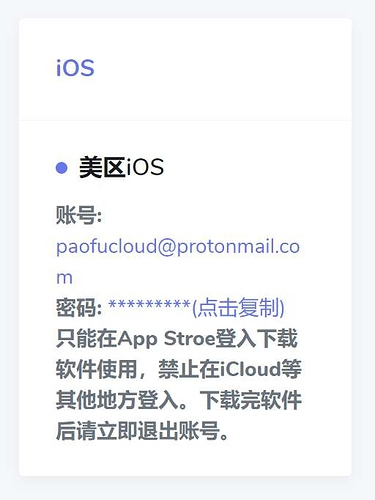 iOS
美区iOS
账号:
paofucloud@protonmail.co
m
密码: *********(点击复制)
只能在App Stroe登入下载
软件使用，禁止在iCloud等
其他地方登入。下载完软件
后请立即退出账号。